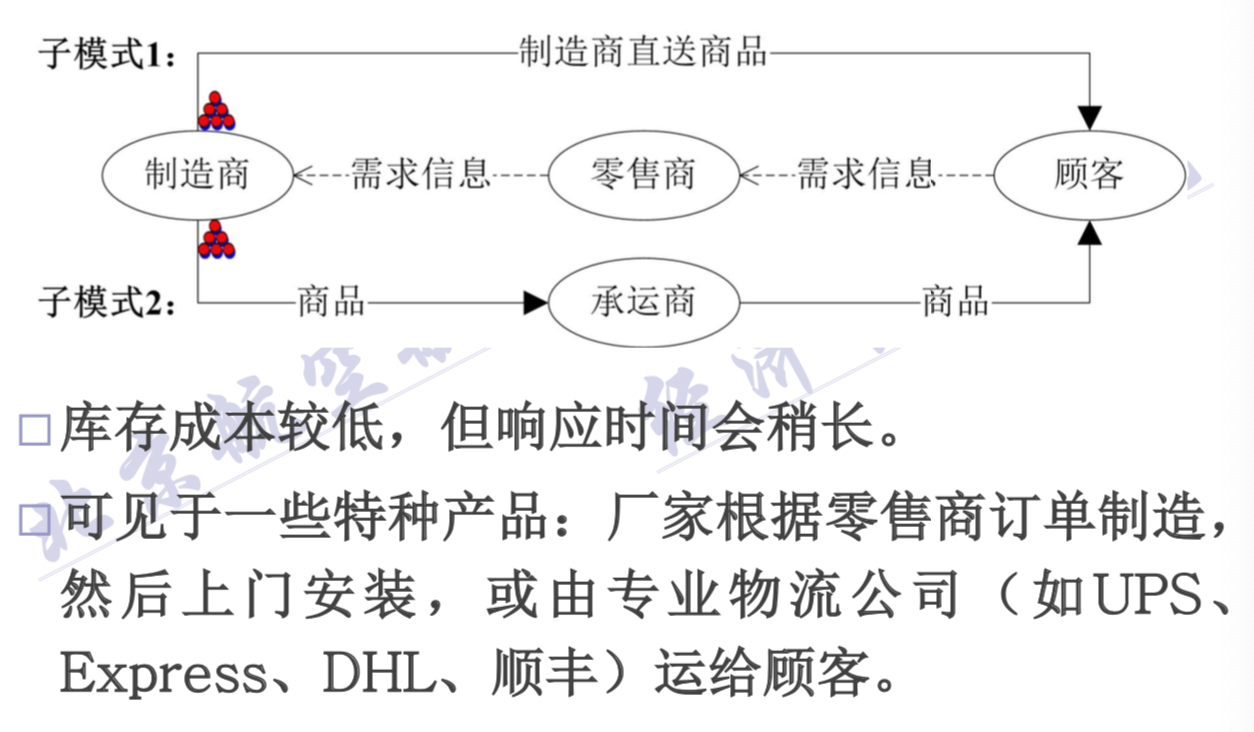 子模式1: 制造商直送商品
制造商 需求信息 零售商 需求信息 顾客
子模式2: 商品 承运商 商品
库存成本较低，但响应时间会稍长。
可见于一些特种产品：厂家根据零售商订单制造，
然后上门安装，或由专业物流公司（如UPS、
Express、DHL、顺丰）运给顾客。